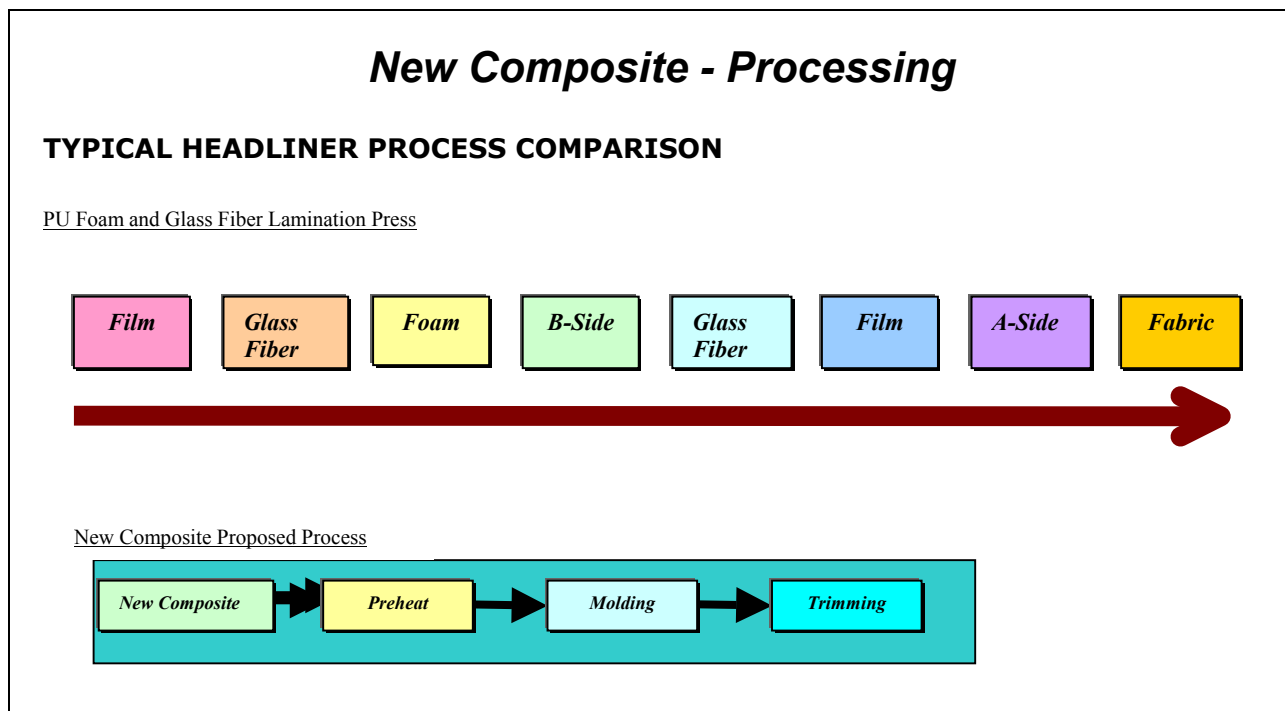 New Composite - Processing
TYPICAL HEADLINER PROCESS COMPARISON
PU Foam and Glass Fiber Lamination Press
Film
Glass
Fiber
Foam
B-Side
Glass
Fiber
Film
A-Side
Fabric
New Composite Proposed Process
New Composite
Preheat
Molding
Trimming